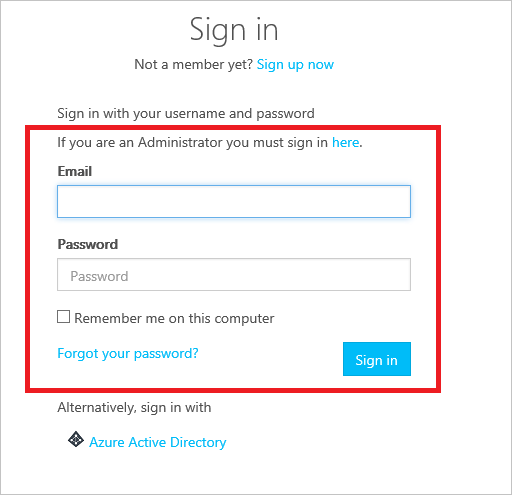 Sign in
Not a member yet? Sign up now
Sign in with your username and password
If you are an Administrator you must sign in here.
Email
Password
Password
Remember me on this computer
Forgot your password?
Sign in
Alternatively, sign in with
Azure Active Directory